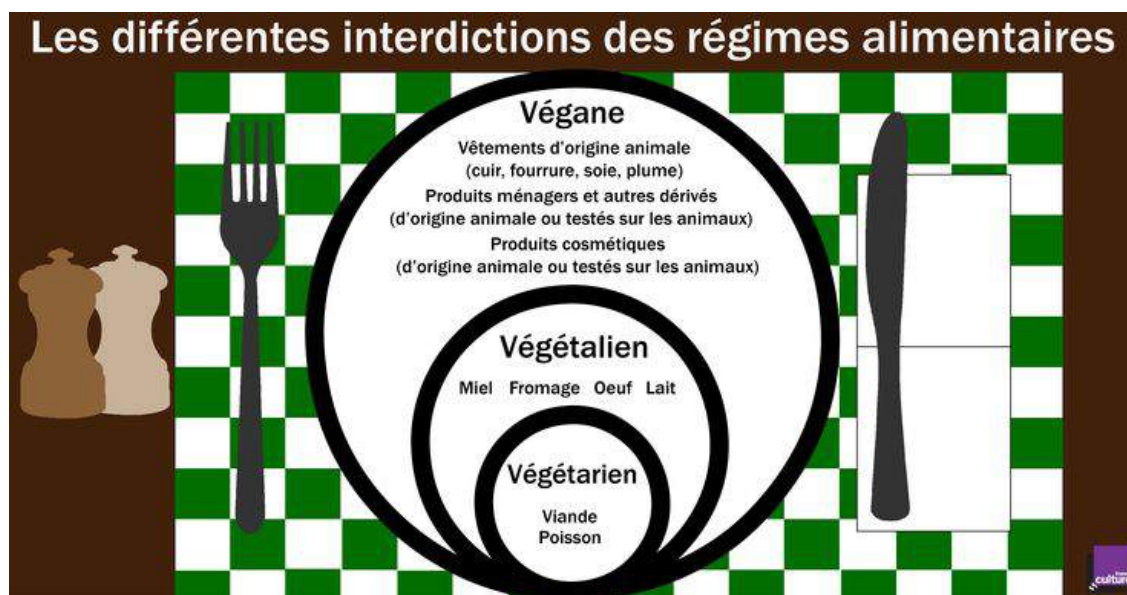 Les différentes interdictions des régimes alimentaires
Végane
Vêtements d'origine animale
(cuir, fourrure, soie, plume)
Produits ménagers et autres dérivés
(d'origine animale ou testés sur les animaux)
Produits cosmétiques
(d'origine animale ou testés sur les animaux)
Végétalien
Miel Fromage Oeuf Lait
Végétarien
Viande
Poisson